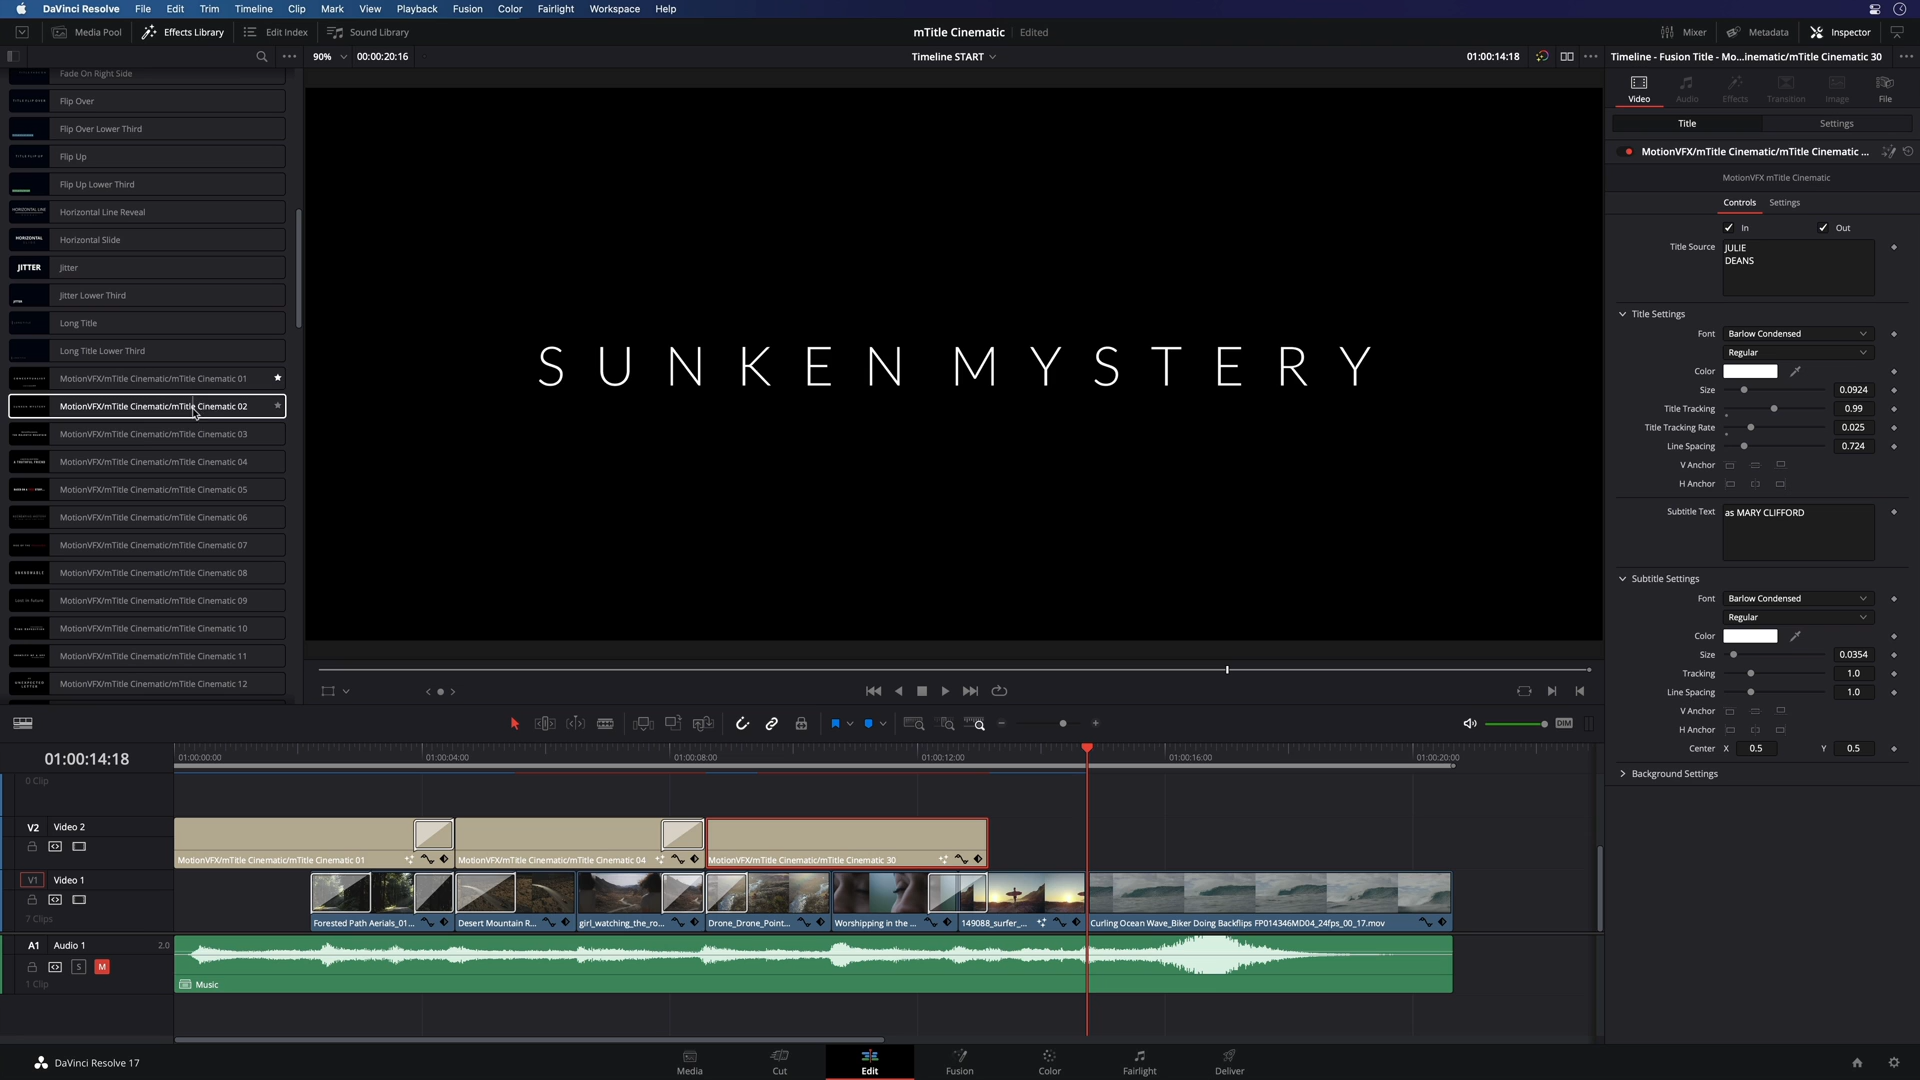 DaVinci Resolve File Edit Trim Timeline Clip Mark View Playback Fusion Color Fairlight Workspace Help
Media Pool Effects Library Edit Index Sound Library
mTitle Cinematic Edited
Mixer Metadata Inspector
90% 00:00:20:16
Timeline START
01:00:14:18
Timeline - Fusion Title - Mo...inematic/mTitle Cinematic 30
Fade On Right Side
Flip Over
Flip Over Lower Third
Flip Up
Flip Up Lower Third
HORIZONTAL LINE
Horizontal Line Reveal
HORIZONTAL
Horizontal Slide
JITTER
Jitter
Jitter Lower Third
Long Title
Long Title Lower Third
MotionVFX/mTitle Cinematic/mTitle Cinematic 01
MotionVFX/mTitle Cinematic/mTitle Cinematic 02
MotionVFX/mTitle Cinematic/mTitle Cinematic 03
MotionVFX/mTitle Cinematic/mTitle Cinematic 04
MotionVFX/mTitle Cinematic/mTitle Cinematic 05
MotionVFX/mTitle Cinematic/mTitle Cinematic 06
MotionVFX/mTitle Cinematic/mTitle Cinematic 07
MotionVFX/mTitle Cinematic/mTitle Cinematic 08
MotionVFX/mTitle Cinematic/mTitle Cinematic 09
MotionVFX/mTitle Cinematic/mTitle Cinematic 10
MotionVFX/mTitle Cinematic/mTitle Cinematic 11
MotionVFX/mTitle Cinematic/mTitle Cinematic 12
SUNKEN MYSTERY
Video Audio Effects Transition Image File
Title Settings
MotionVFX/mTitle Cinematic/mTitle Cinematic ...
MotionVFX mTitle Cinematic
Controls Settings
In Out
Title Source JULIE
DEANS
Title Settings
Font Barlow Condensed
Regular
Color
Size 0.0924
Title Tracking 0.99
Title Tracking Rate 0.025
Line Spacing 0.724
V Anchor
H Anchor
Subtitle Text as MARY CLIFFORD
Subtitle Settings
Font Barlow Condensed
Regular
Color
Size 0.0354
Tracking 1.0
Line Spacing 1.0
V Anchor
H Anchor
Center X 0.5 Y 0.5
Background Settings
DIM
01:00:14:18
01:00:00:00 01:00:04:00 01:00:08:00 01:00:12:00 01:00:16:00 01:00:20:00
0 Clip
V2 Video 2
MotionVFX/mTitle Cinematic/mTitle Cinematic 01 MotionVFX/mTitle Cinematic/mTitle Cinematic 04 MotionVFX/mTitle Cinematic/mTitle Cinematic 30
V1 Video 1
7 Clips
Forested Path Aerials_01... Desert Mountain R... girl_watching_the_ro... Drone_Drone_Point... Worshipping in the ... 149088_surfer_... Curling Ocean Wave_Biker Doing Backflips FP014346MD04_24fps_00_17.mov
A1 Audio 1 2.0
S M
1 Clip
Music
DaVinci Resolve 17
Media Cut Edit Fusion Color Fairlight Deliver